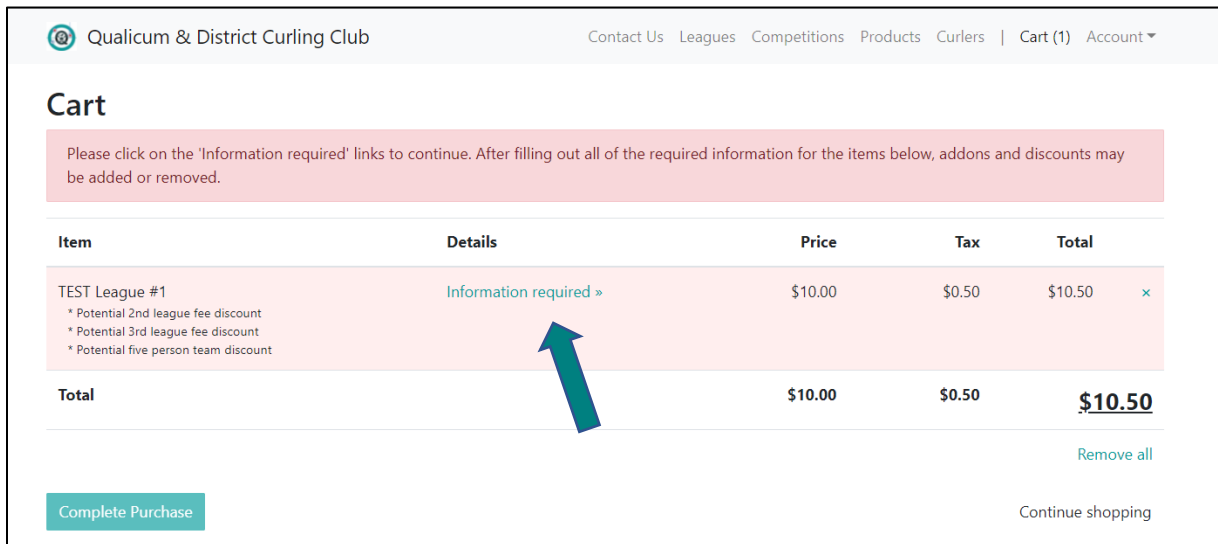 Qualicum & District Curling Club Contact Us Leagues Competitions Products Curlers | Cart (1) Account
Cart
Please click on the 'Information required' links to continue. After filling out all of the required information for the items below, addons and discounts may
be added or removed.
Item Details Price Tax Total
TEST League #1 Information required » $10.00 $0.50 $10.50 ×
* Potential 2nd league fee discount
* Potential 3rd league fee discount
* Potential five person team discount
Total $10.00 $0.50 $10.50
Remove all
Complete Purchase Continue shopping